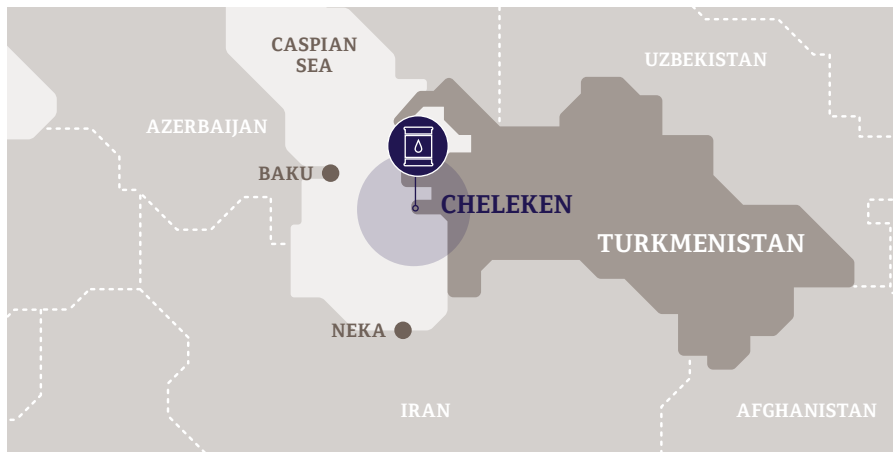 CASPIAN
SEA
UZBEKISTAN
AZERBAIJAN
BAKU
CHELEKEN
TURKMENISTAN
NEKA
IRAN
AFGHANISTAN